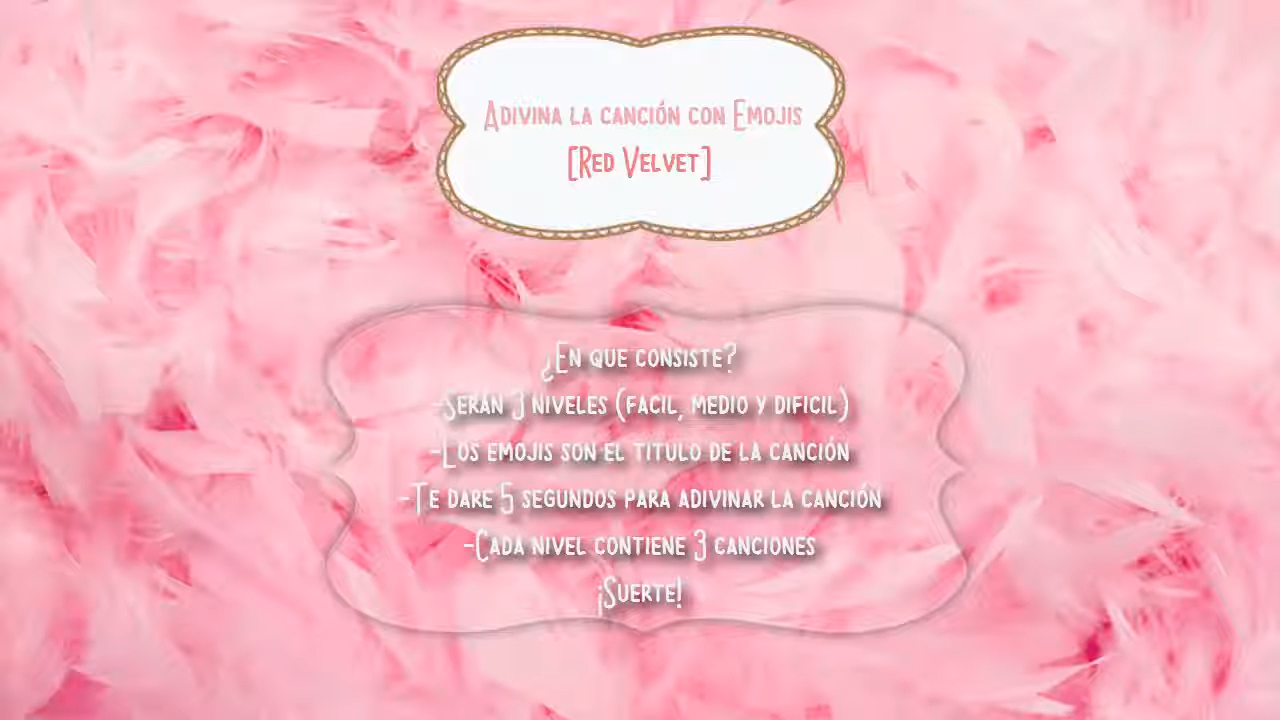 Adivina la canción con Emojis
[Red Velvet]
¿En que consiste?
-Seran 3 niveles (facil, medio y dificil)
-Los emojis son el titulo de la canción
-Te dare 5 segundos para adivinar la canción
-Cada nivel contiene 3 canciones
¡Suerte!